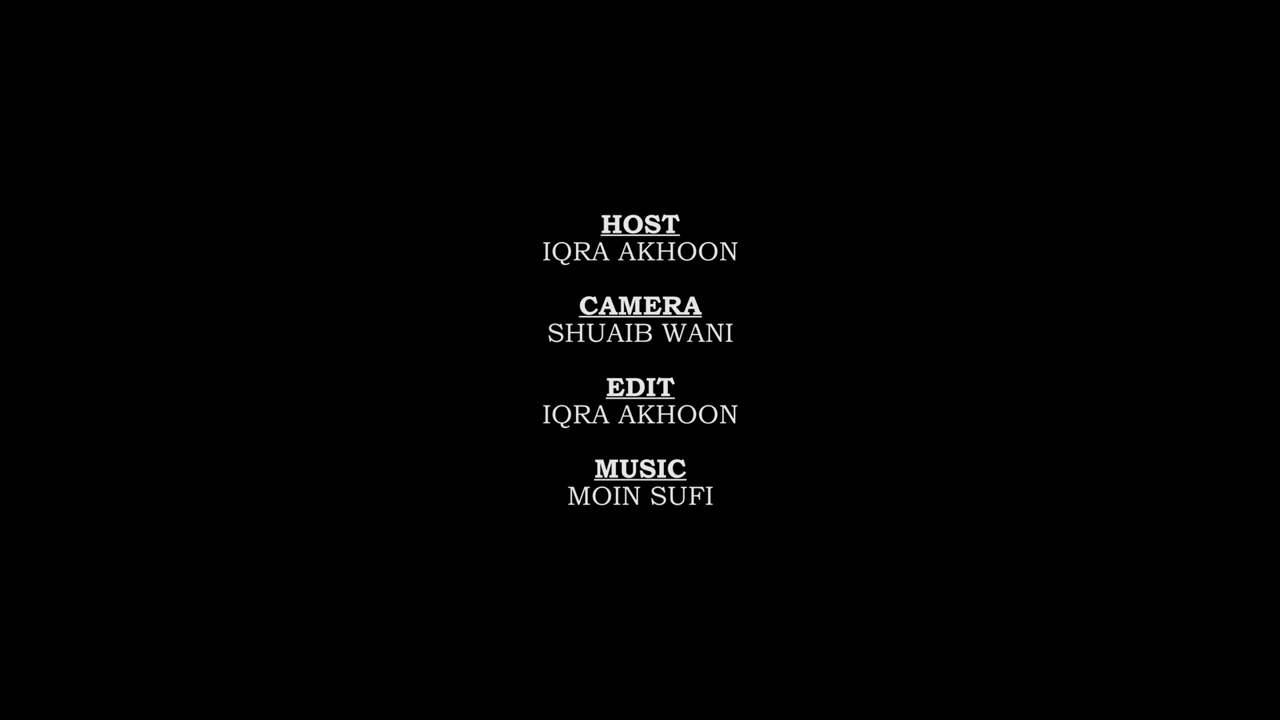 HOST
IQRA AKHOON
CAMERA
SHUAIB WANI
EDIT
IQRA AKHOON
MUSIC
MOIN SUFI